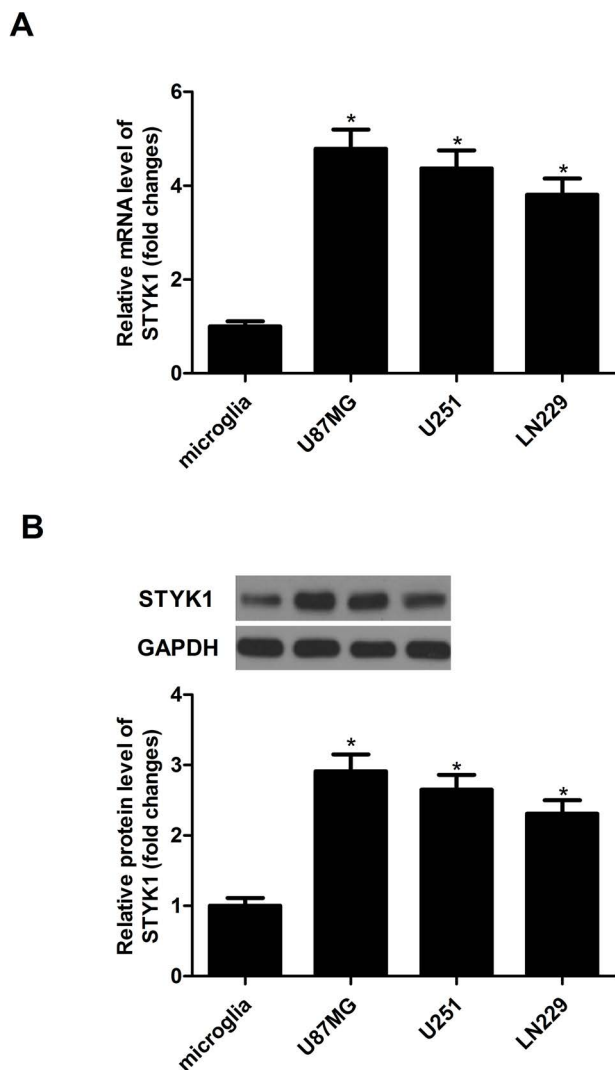 A
Relative mRNA level of
STYK1 (fold changes)
6
4
2
0
*
*
*
microglia
U87MG
U251
LN229
B
STYK1
GAPDH
Relative protein level of
STYK1 (fold changes)
4
3
2
1
0
*
*
*
microglia
U87MG
U251
LN229